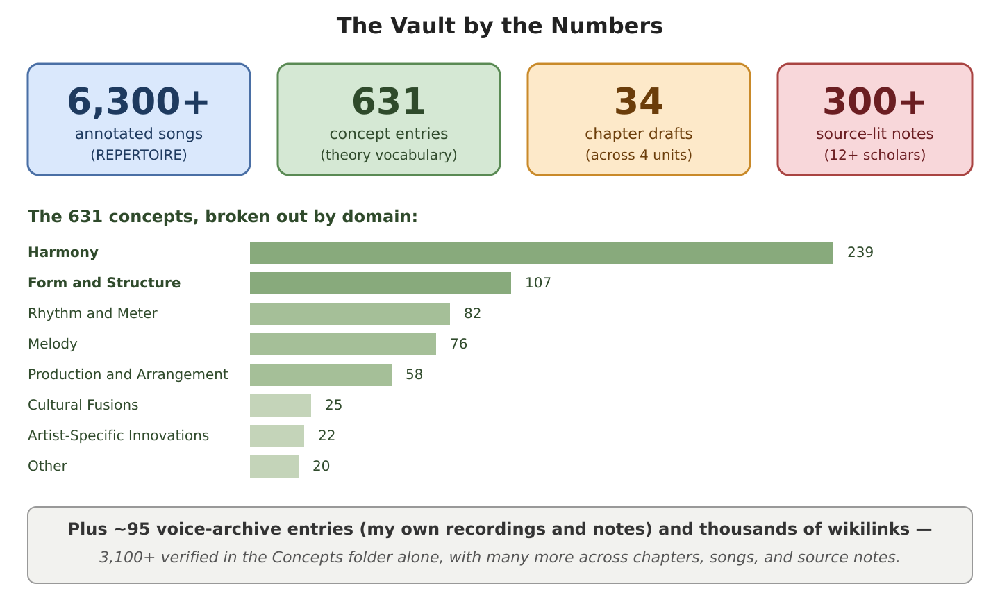 The Vault by the Numbers
6,300+
annotated songs
(REPERTOIRE)
631
concept entries
(theory vocabulary)
34
chapter drafts
(across 4 units)
300+
source-lit notes
(12+ scholars)
The 631 concepts, broken out by domain:
Harmony 239
Form and Structure 107
Rhythm and Meter 82
Melody 76
Production and Arrangement 58
Cultural Fusions 25
Artist-Specific Innovations 22
Other 20
Plus ~95 voice-archive entries (my own recordings and notes) and thousands of wikilinks —
3,100+ verified in the Concepts folder alone, with many more across chapters, songs, and source notes.